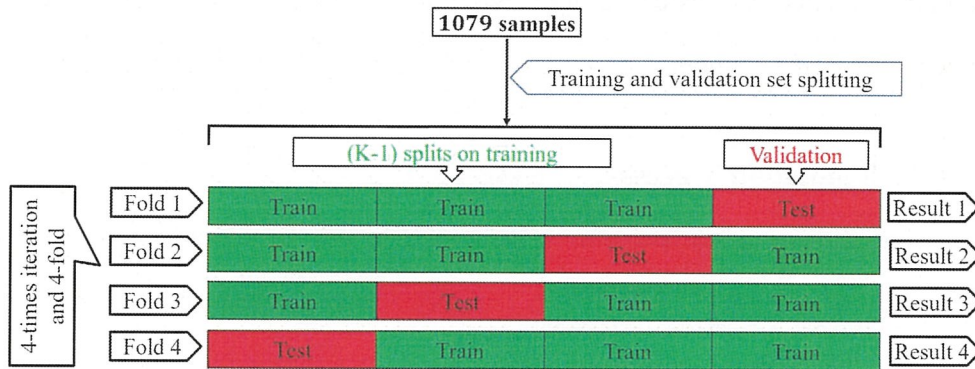 1079 samples
Training and validation set splitting
(K-1) splits on training
Validation
4-times iteration
and 4-fold
Fold 1 Train Train Train Test Result 1
Fold 2 Train Train Test Train Result 2
Fold 3 Train Test Train Train Result 3
Fold 4 Test Train Train Train Result 4